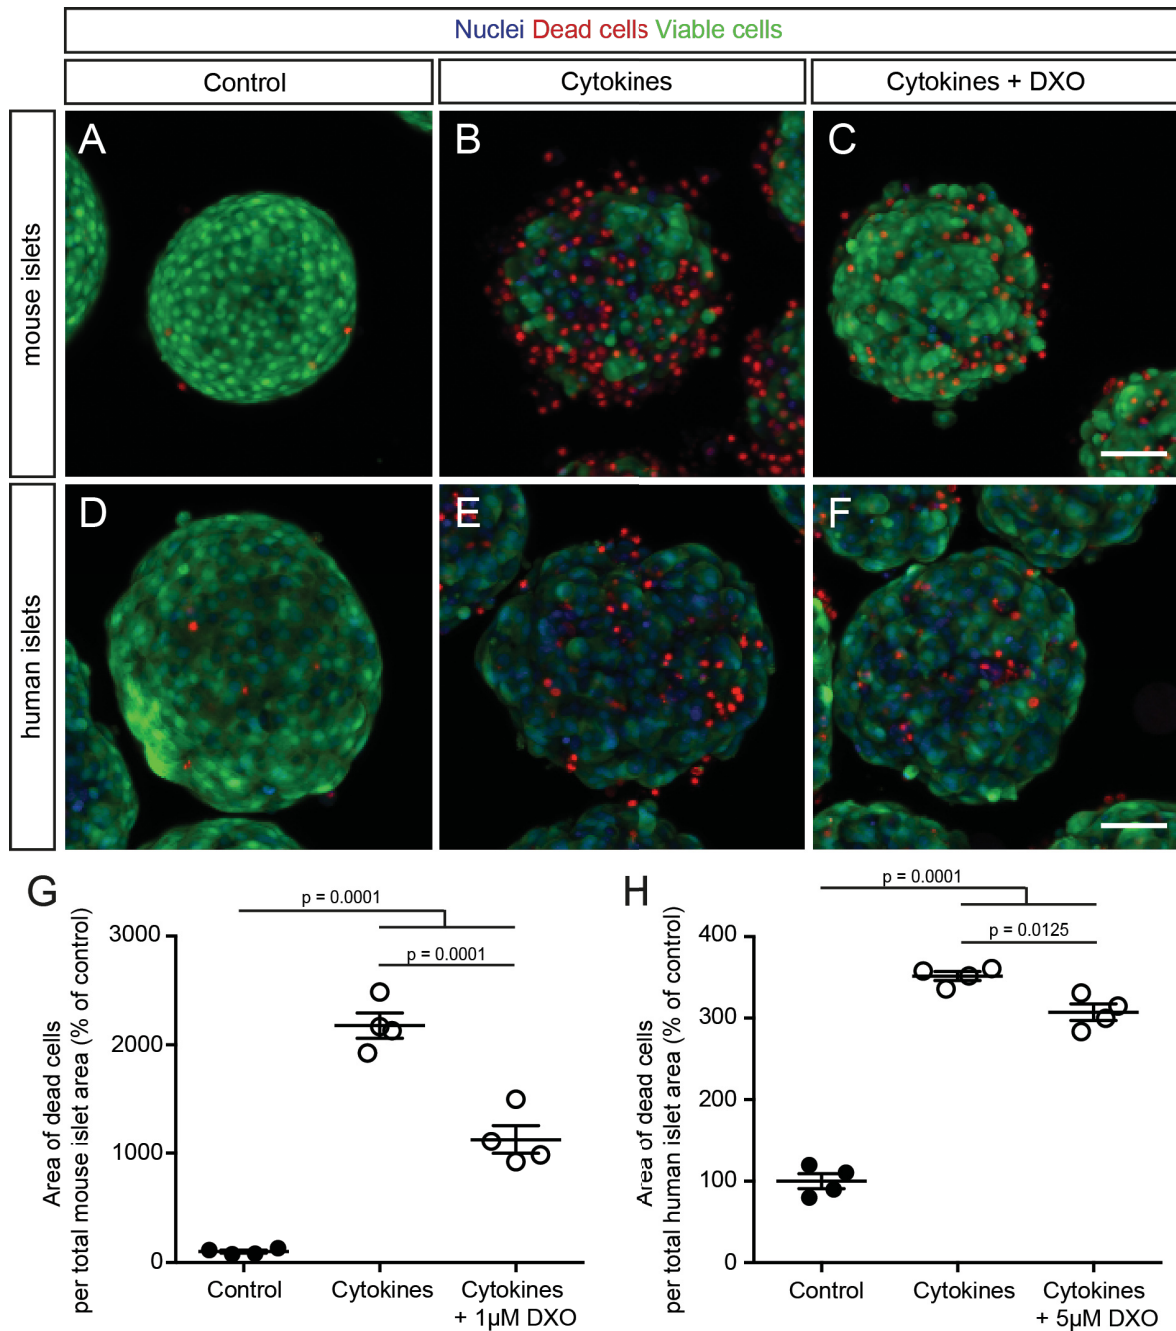 Nuclei Dead cells Viable cells
Control
Cytokines
Cytokines + DXO
mouse islets
A
B
C
human islets
D
E
F
G
Area of dead cells
per total mouse islet area (% of control)
3000
2000
1000
0
p = 0.0001
p = 0.0001
Control
Cytokines
Cytokines
+ 1μM DXO
H
Area of dead cells
per total human islet area (% of control)
400
300
200
100
0
p = 0.0001
p = 0.0125
Control
Cytokines
Cytokines
+ 5μM DXO